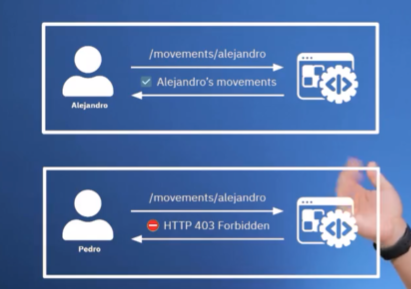 /movements/alejandro
Alejandro's movements
Alejandro
/movements/alejandro
HTTP 403 Forbidden
Pedro